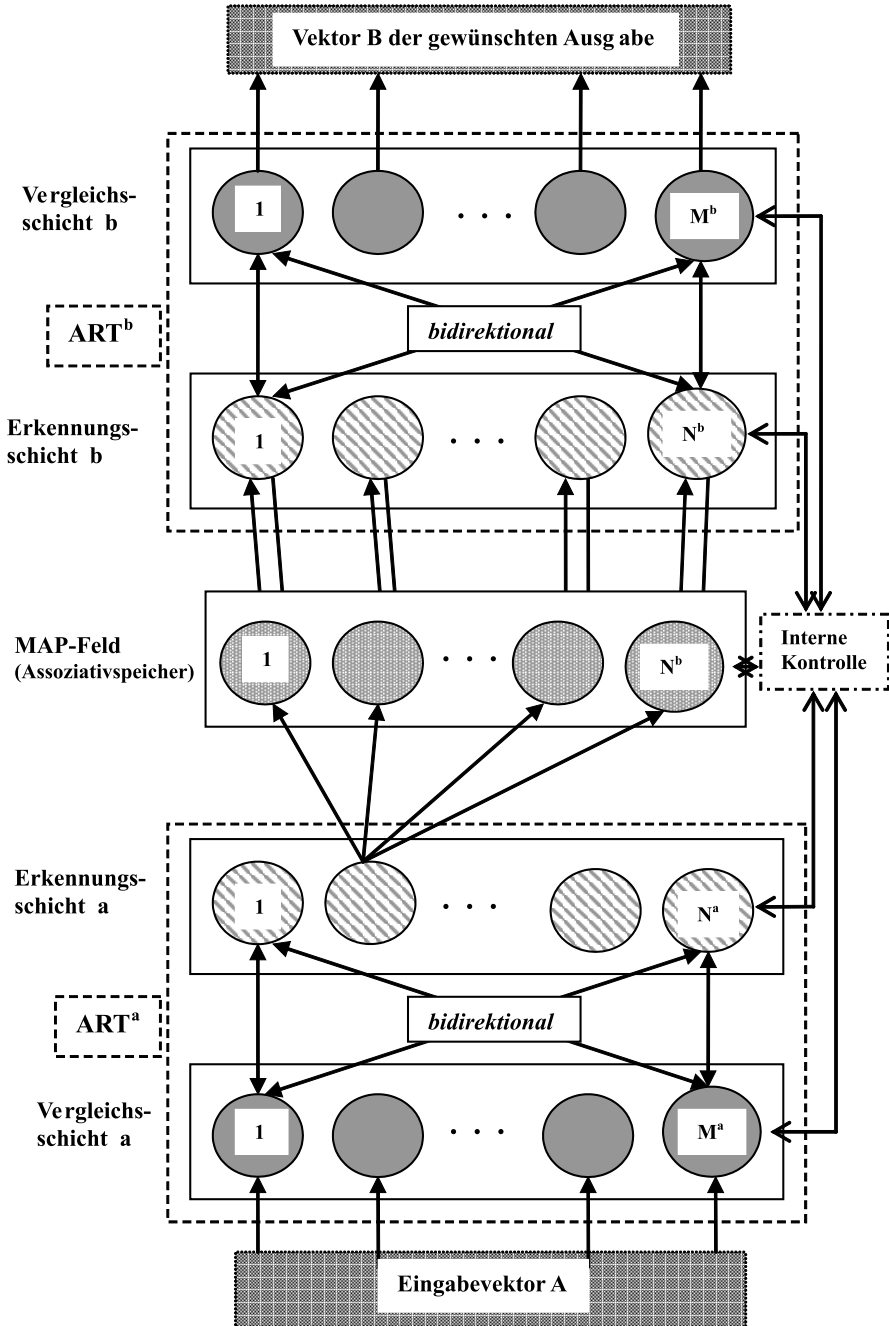 Vektor B der gewünschten Ausg abe
Vergleichs-
schicht b
1
. . .
M^b
ART^b
bidirektional
Erkennungs-
schicht b
1
. . .
N^b
MAP-Feld
(Assoziativspeicher)
1
. . .
N^b
Interne
Kontrolle
Erkennungs-
schicht a
1
. . .
N^a
ART^a
bidirektional
Vergleichs-
schicht a
1
. . .
M^a
Eingabevektor A